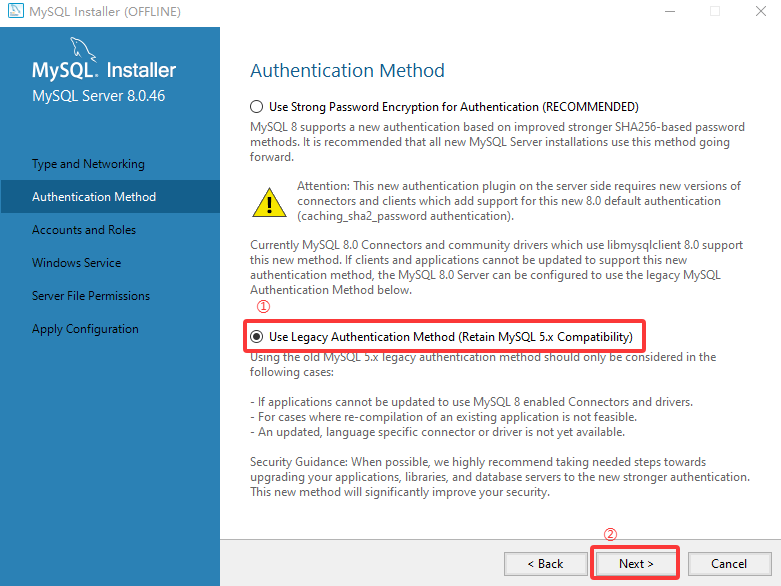 MySQL Installer (OFFLINE)
MySQL. Installer
MySQL Server 8.0.46
Type and Networking
Authentication Method
Accounts and Roles
Windows Service
Server File Permissions
Apply Configuration
Authentication Method
Use Strong Password Encryption for Authentication (RECOMMENDED)
MySQL 8 supports a new authentication based on improved stronger SHA256-based password
methods. It is recommended that all new MySQL Server installations use this method going
forward.
Attention: This new authentication plugin on the server side requires new versions of
connectors and clients which add support for this new 8.0 default authentication
(caching_sha2_password authentication).
Currently MySQL 8.0 Connectors and community drivers which use libmysqlclient 8.0 support
this new method. If clients and applications cannot be updated to support this new
authentication method, the MySQL 8.0 Server can be configured to use the legacy MySQL
Authentication Method below.
①
Use Legacy Authentication Method (Retain MySQL 5.x Compatibility)
Using the old MySQL 5.x legacy authentication method should only be considered in the
following cases:
- If applications cannot be updated to use MySQL 8 enabled Connectors and drivers.
- For cases where re-compilation of an existing application is not feasible.
- An updated, language specific connector or driver is not yet available.
Security Guidance: When possible, we highly recommend taking needed steps towards
upgrading your applications, libraries, and database servers to the new stronger authentication.
This new method will significantly improve your security.
②
< Back
Next >
Cancel